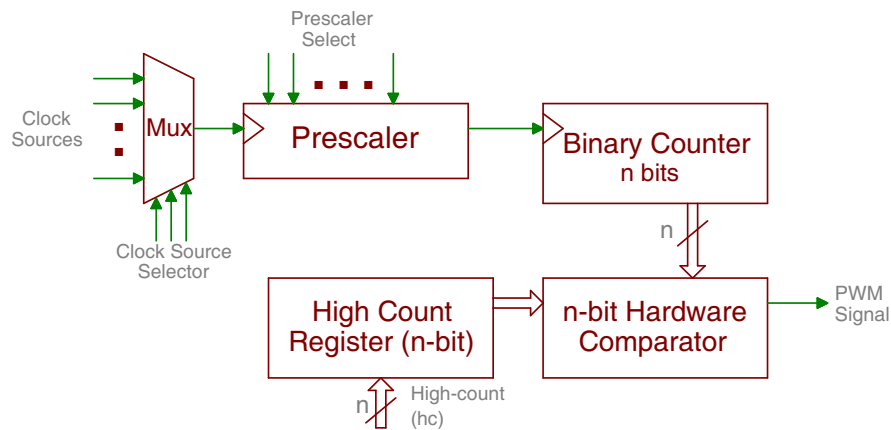 Prescaler
Select
Clock
Sources
Mux
Prescaler
Binary Counter
n bits
Clock Source
Selector
n
High Count
Register (n-bit)
n-bit Hardware
Comparator
PWM
Signal
n
High-count
(hc)